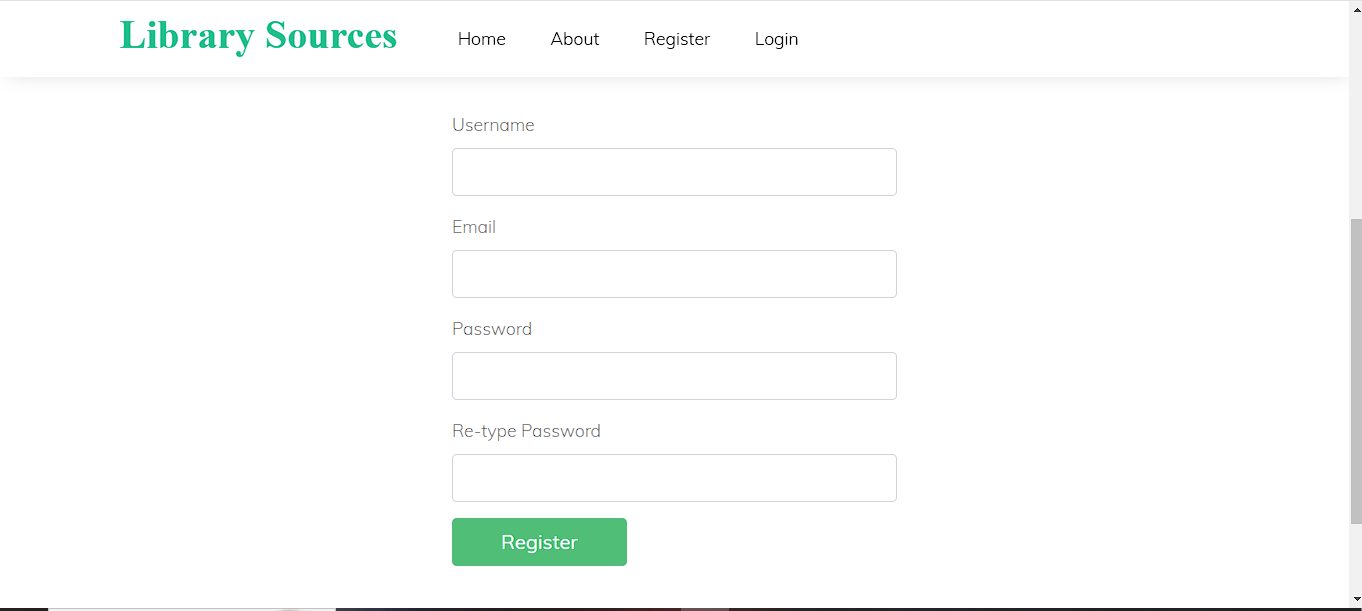 Library Sources Home About Register Login
Username
Email
Password
Re-type Password
Register